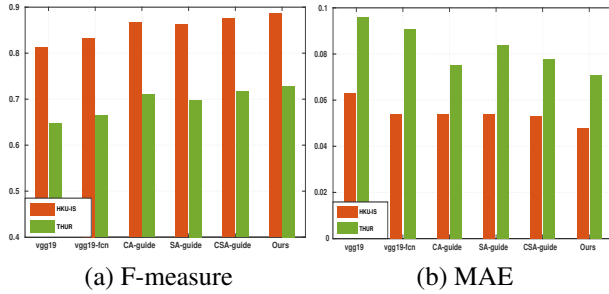 0.9
0.8
0.7
0.6
0.5
0.4
HKU-IS
THUR
vgg19 vgg19-fcn CA-guide SA-guide CSA-guide Ours
(a) F-measure
0.1
0.08
0.06
0.04
0.02
0
HKU-IS
THUR
vgg19 vgg19-fcn CA-guide SA-guide CSA-guide Ours
(b) MAE